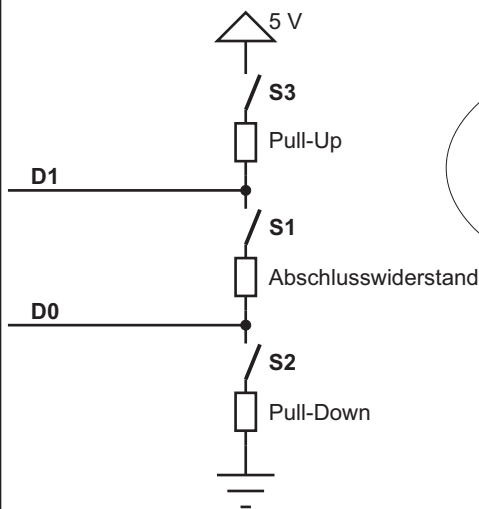 5 V
S3
Pull-Up
D1
S1
Abschlusswiderstand
D0
S2
Pull-Down